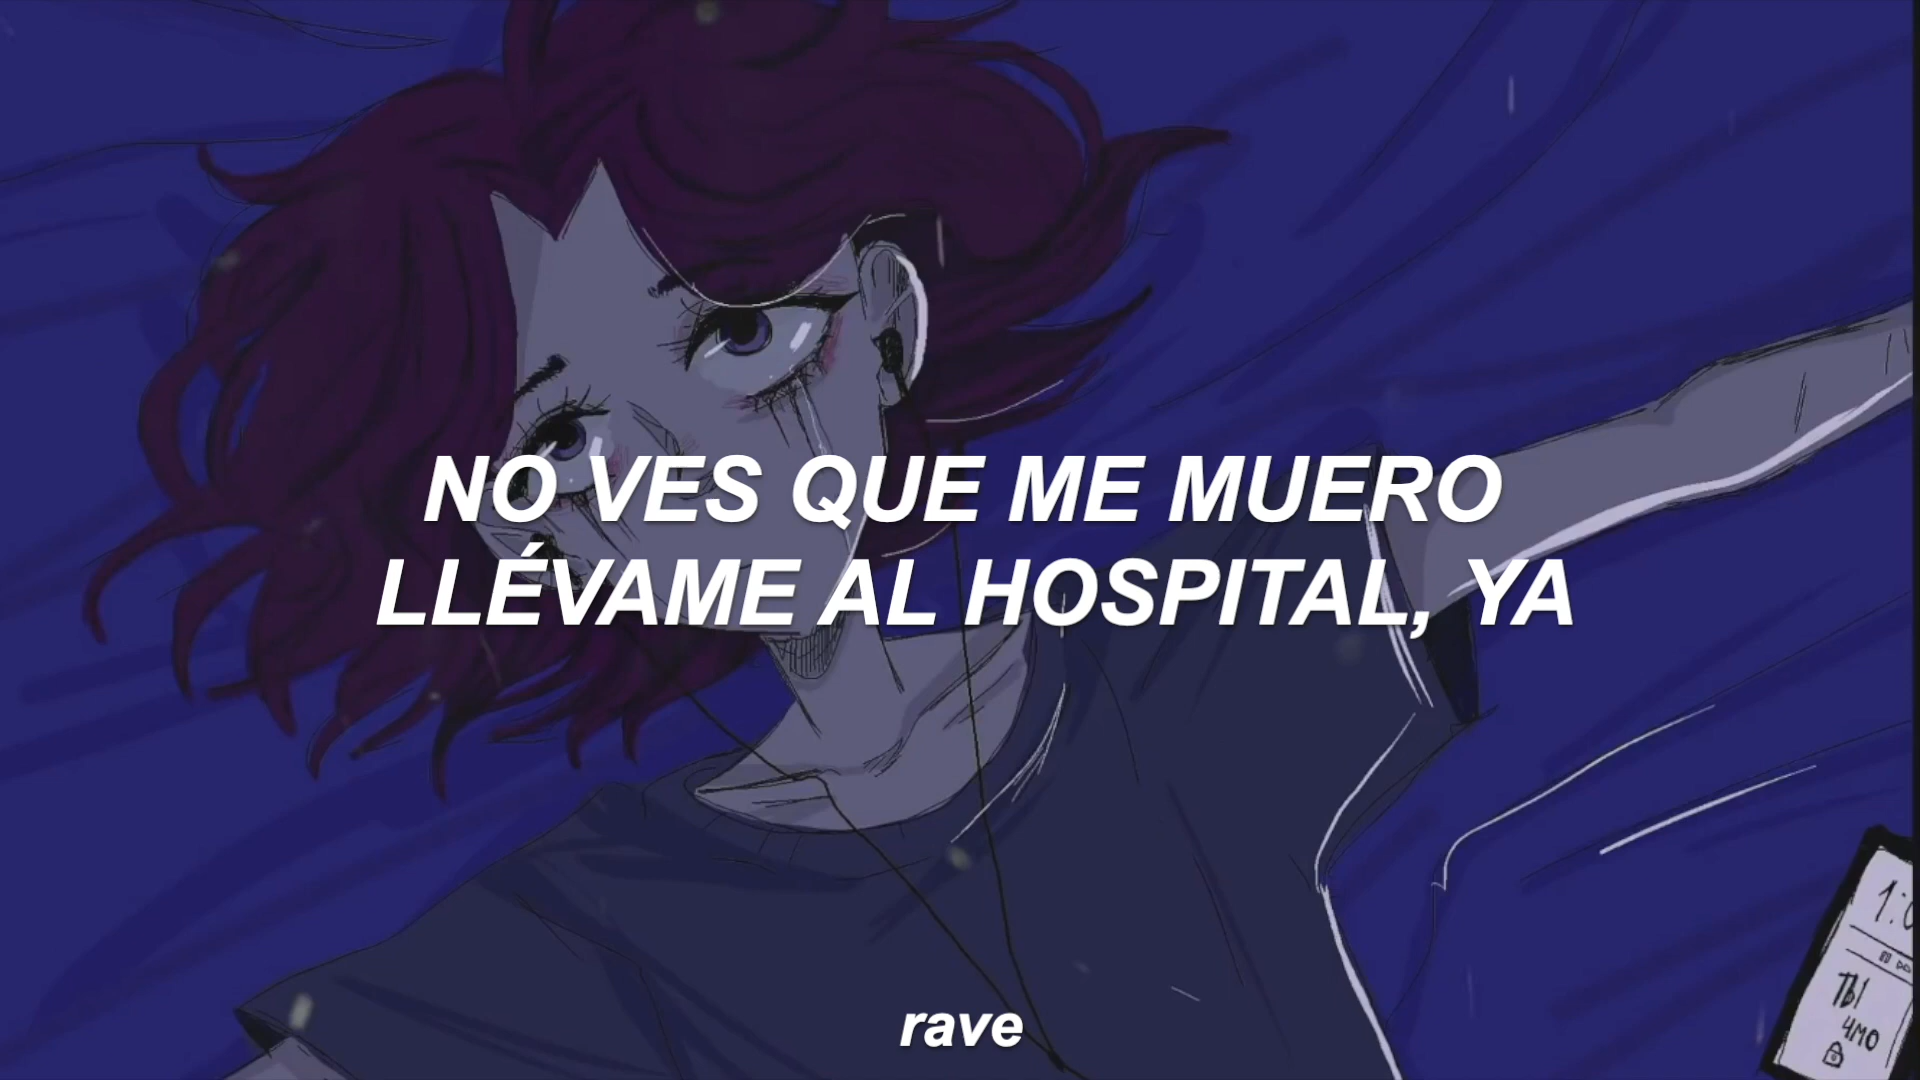 NO VES QUE ME MUERO
LLÉVAME AL HOSPITAL, YA
rave
ТЫ
ЧМО